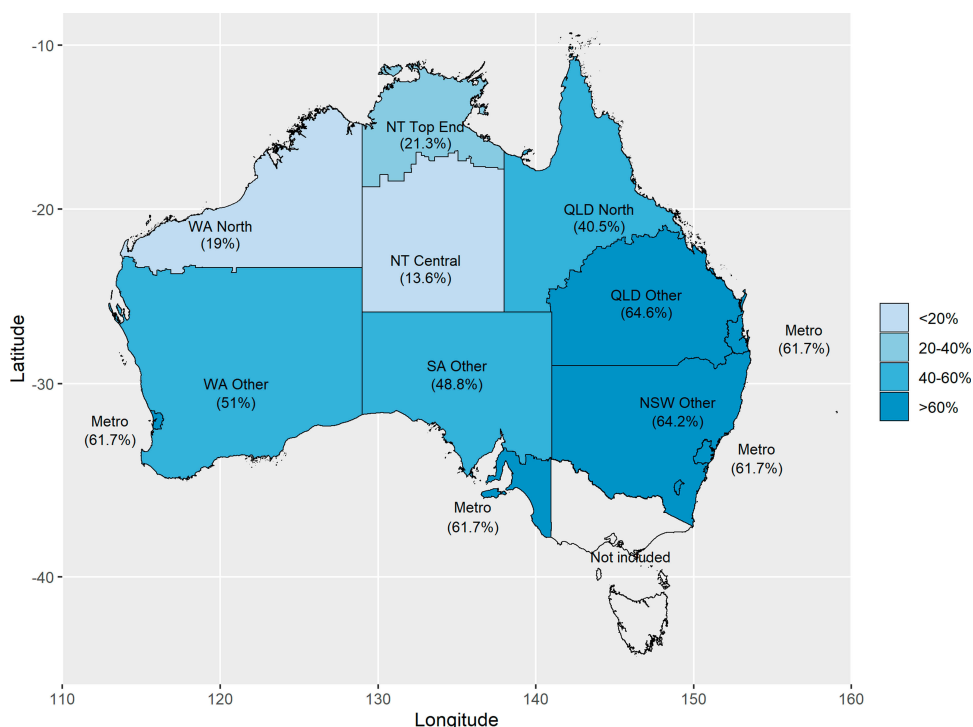 -10
NT Top End
(21.3%)
-20
WA North
(19%)
QLD North
(40.5%)
NT Central
(13.6%)
QLD Other
(64.6%)
<20%
20-40%
40-60%
>60%
Metro
(61.7%)
Latitude
-30
WA Other
(51%)
SA Other
(48.8%)
NSW Other
(64.2%)
Metro
(61.7%)
Metro
(61.7%)
Metro
(61.7%)
Not included
-40
110
120
130
140
150
160
Longitude